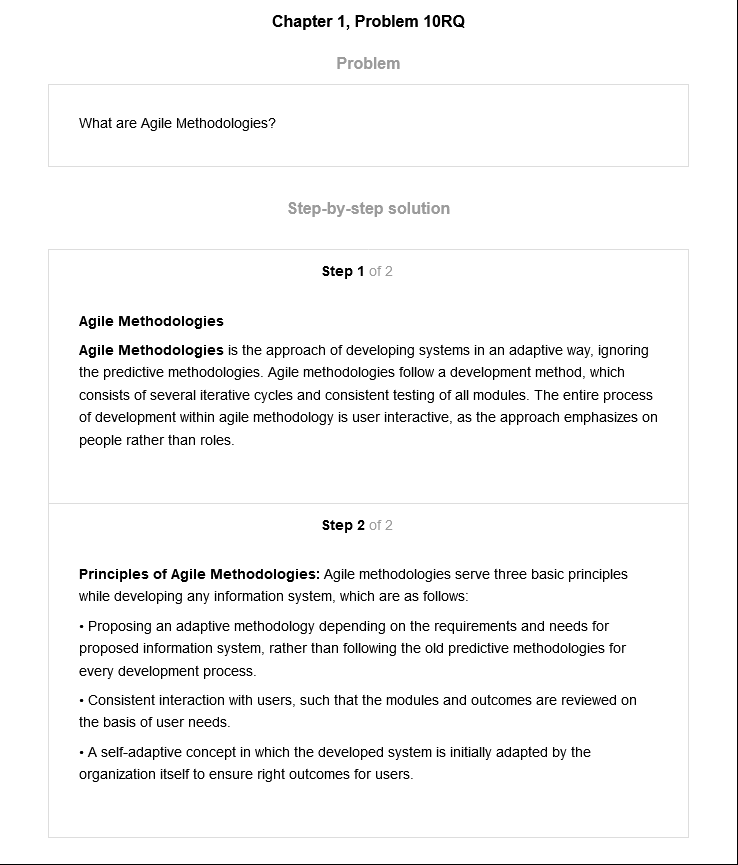 Chapter 1, Problem 10RQ
Problem
What are Agile Methodologies?
Step-by-step solution
Step 1 of 2
Agile Methodologies
Agile Methodologies is the approach of developing systems in an adaptive way, ignoring
the predictive methodologies. Agile methodologies follow a development method, which
consists of several iterative cycles and consistent testing of all modules. The entire process
of development within agile methodology is user interactive, as the approach emphasizes on
people rather than roles.
Step 2 of 2
Principles of Agile Methodologies: Agile methodologies serve three basic principles
while developing any information system, which are as follows:
• Proposing an adaptive methodology depending on the requirements and needs for
proposed information system, rather than following the old predictive methodologies for
every development process.
• Consistent interaction with users, such that the modules and outcomes are reviewed on
the basis of user needs.
• A self-adaptive concept in which the developed system is initially adapted by the
organization itself to ensure right outcomes for users.